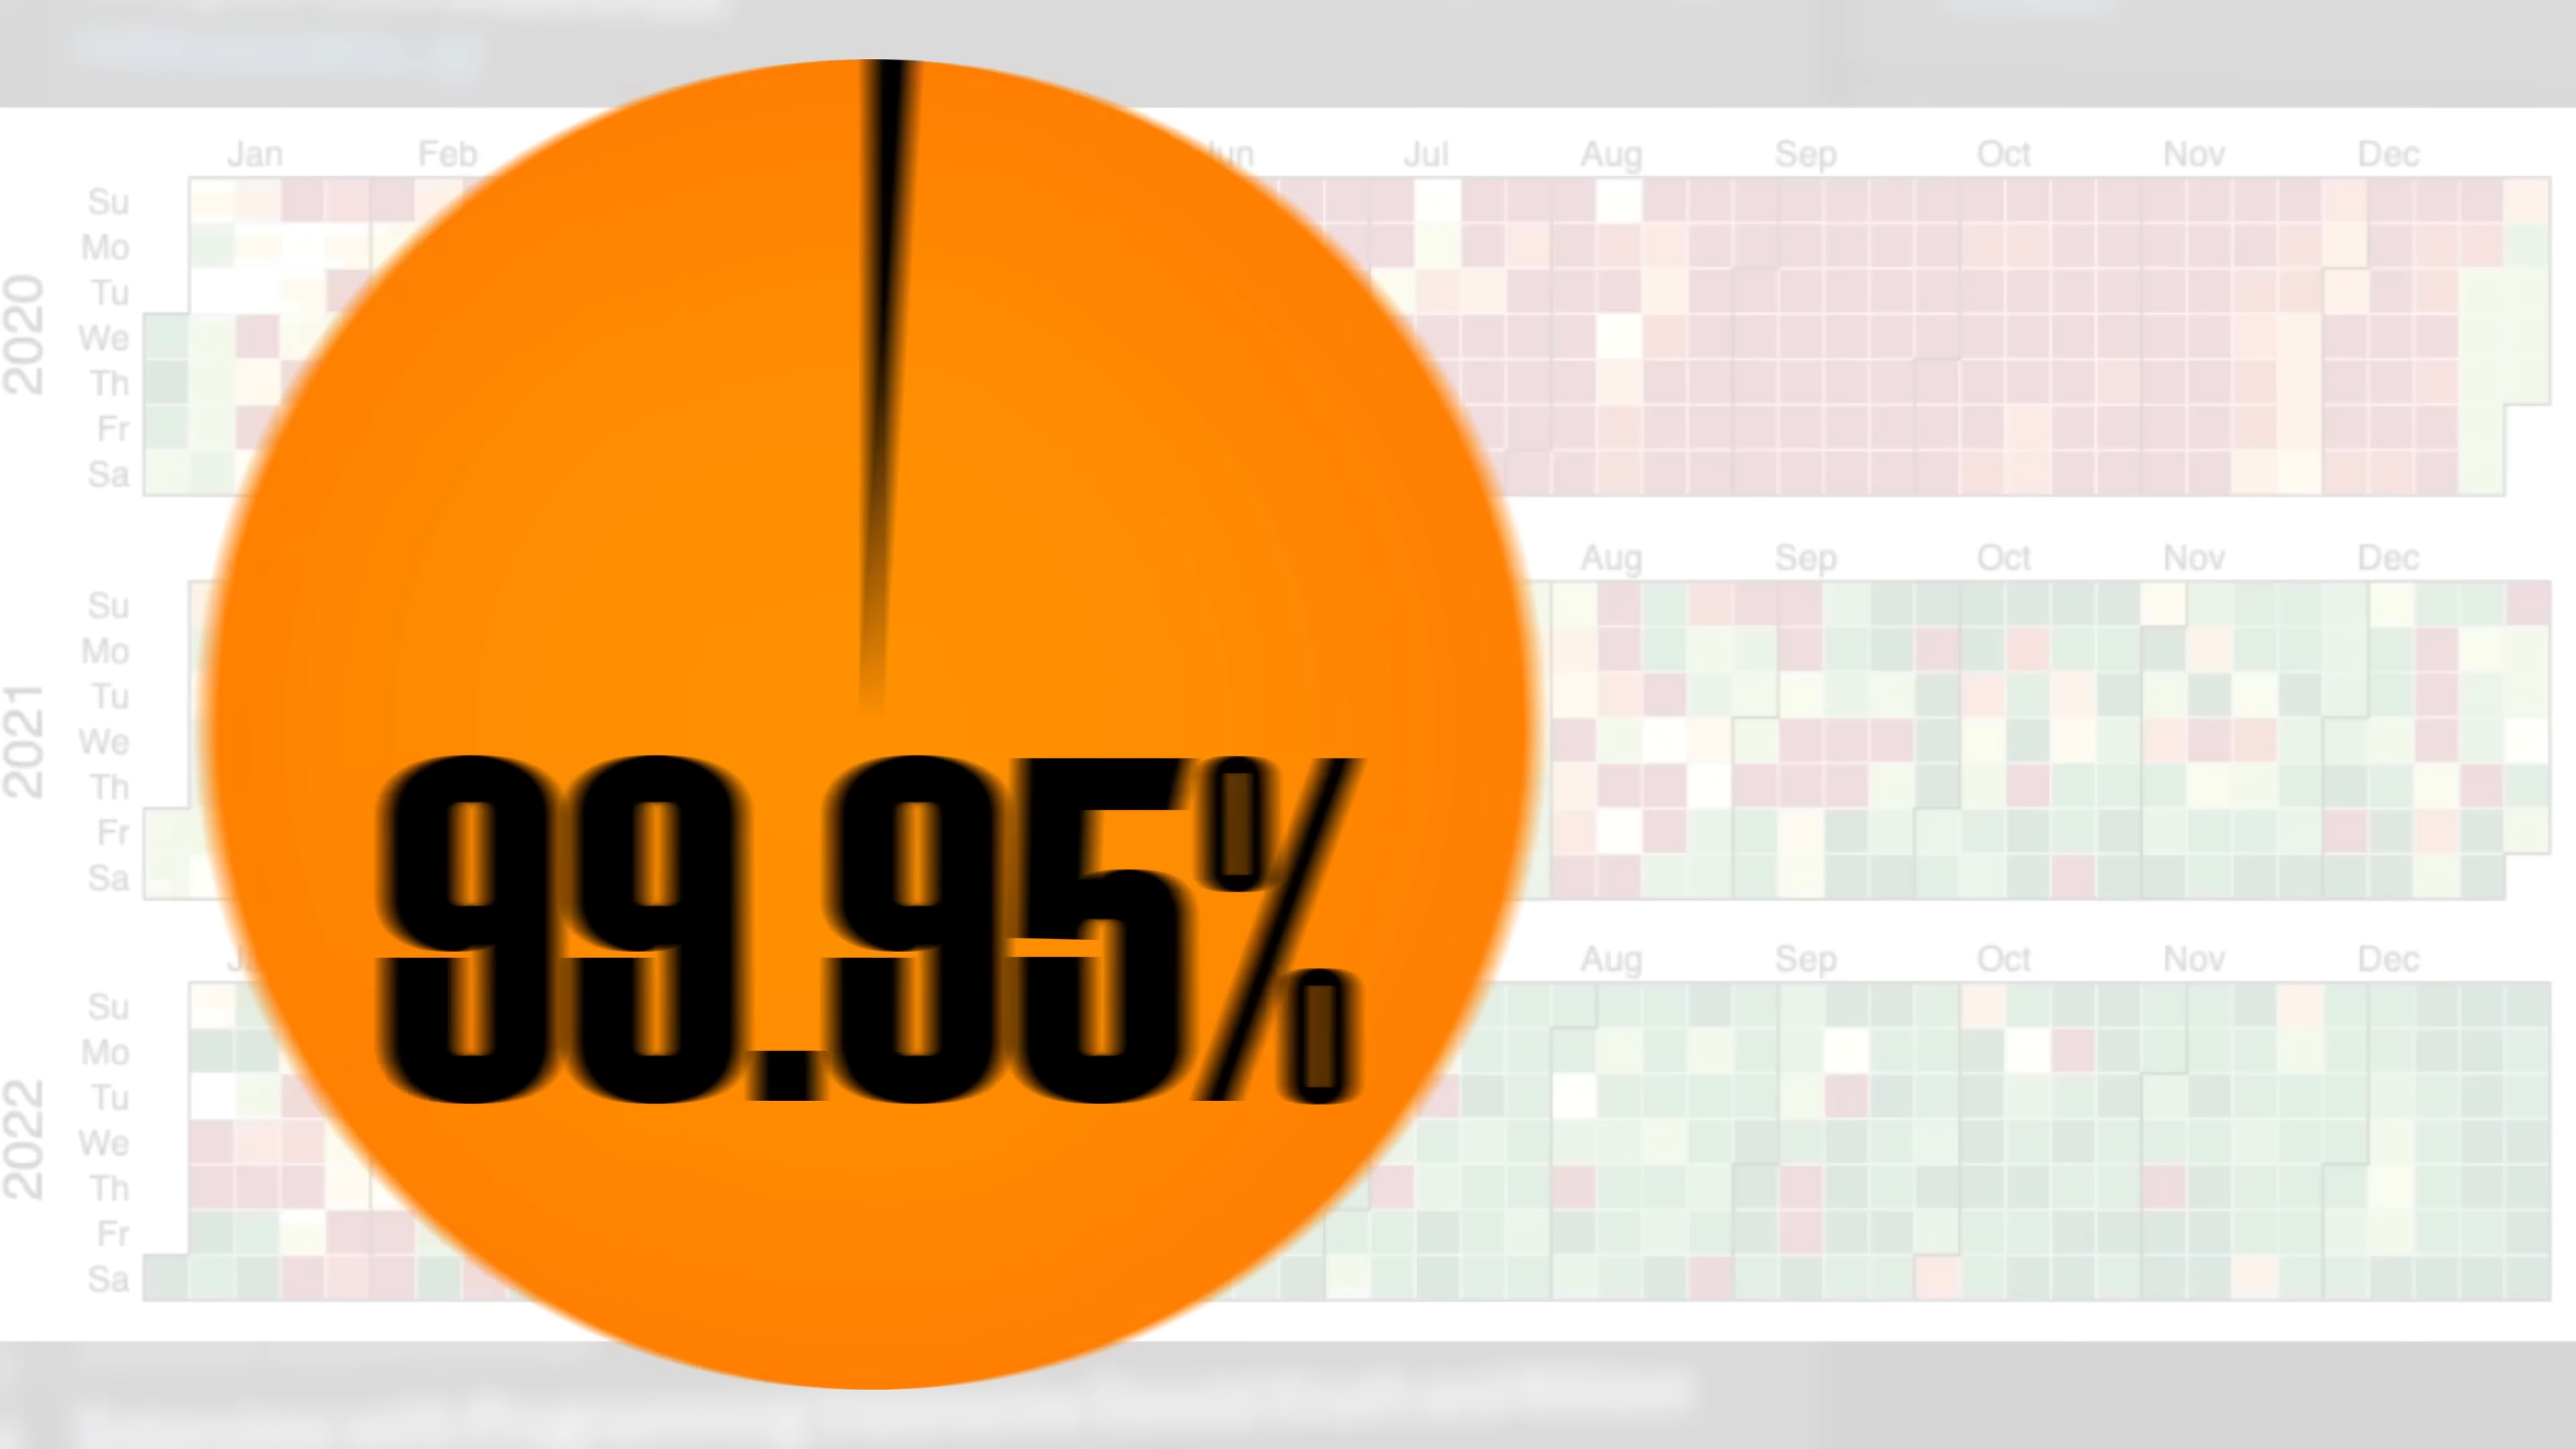 Jan Feb Jul Aug Sep Oct Nov Dec
2020
Su
Mo
Tu
We
Th
Fr
Sa
99.95%
Aug Sep Oct Nov Dec
2021
Su
Mo
Tu
We
Th
Fr
Sa
Aug Sep Oct Nov Dec
2022
Su
Mo
Tu
We
Th
Fr
Sa